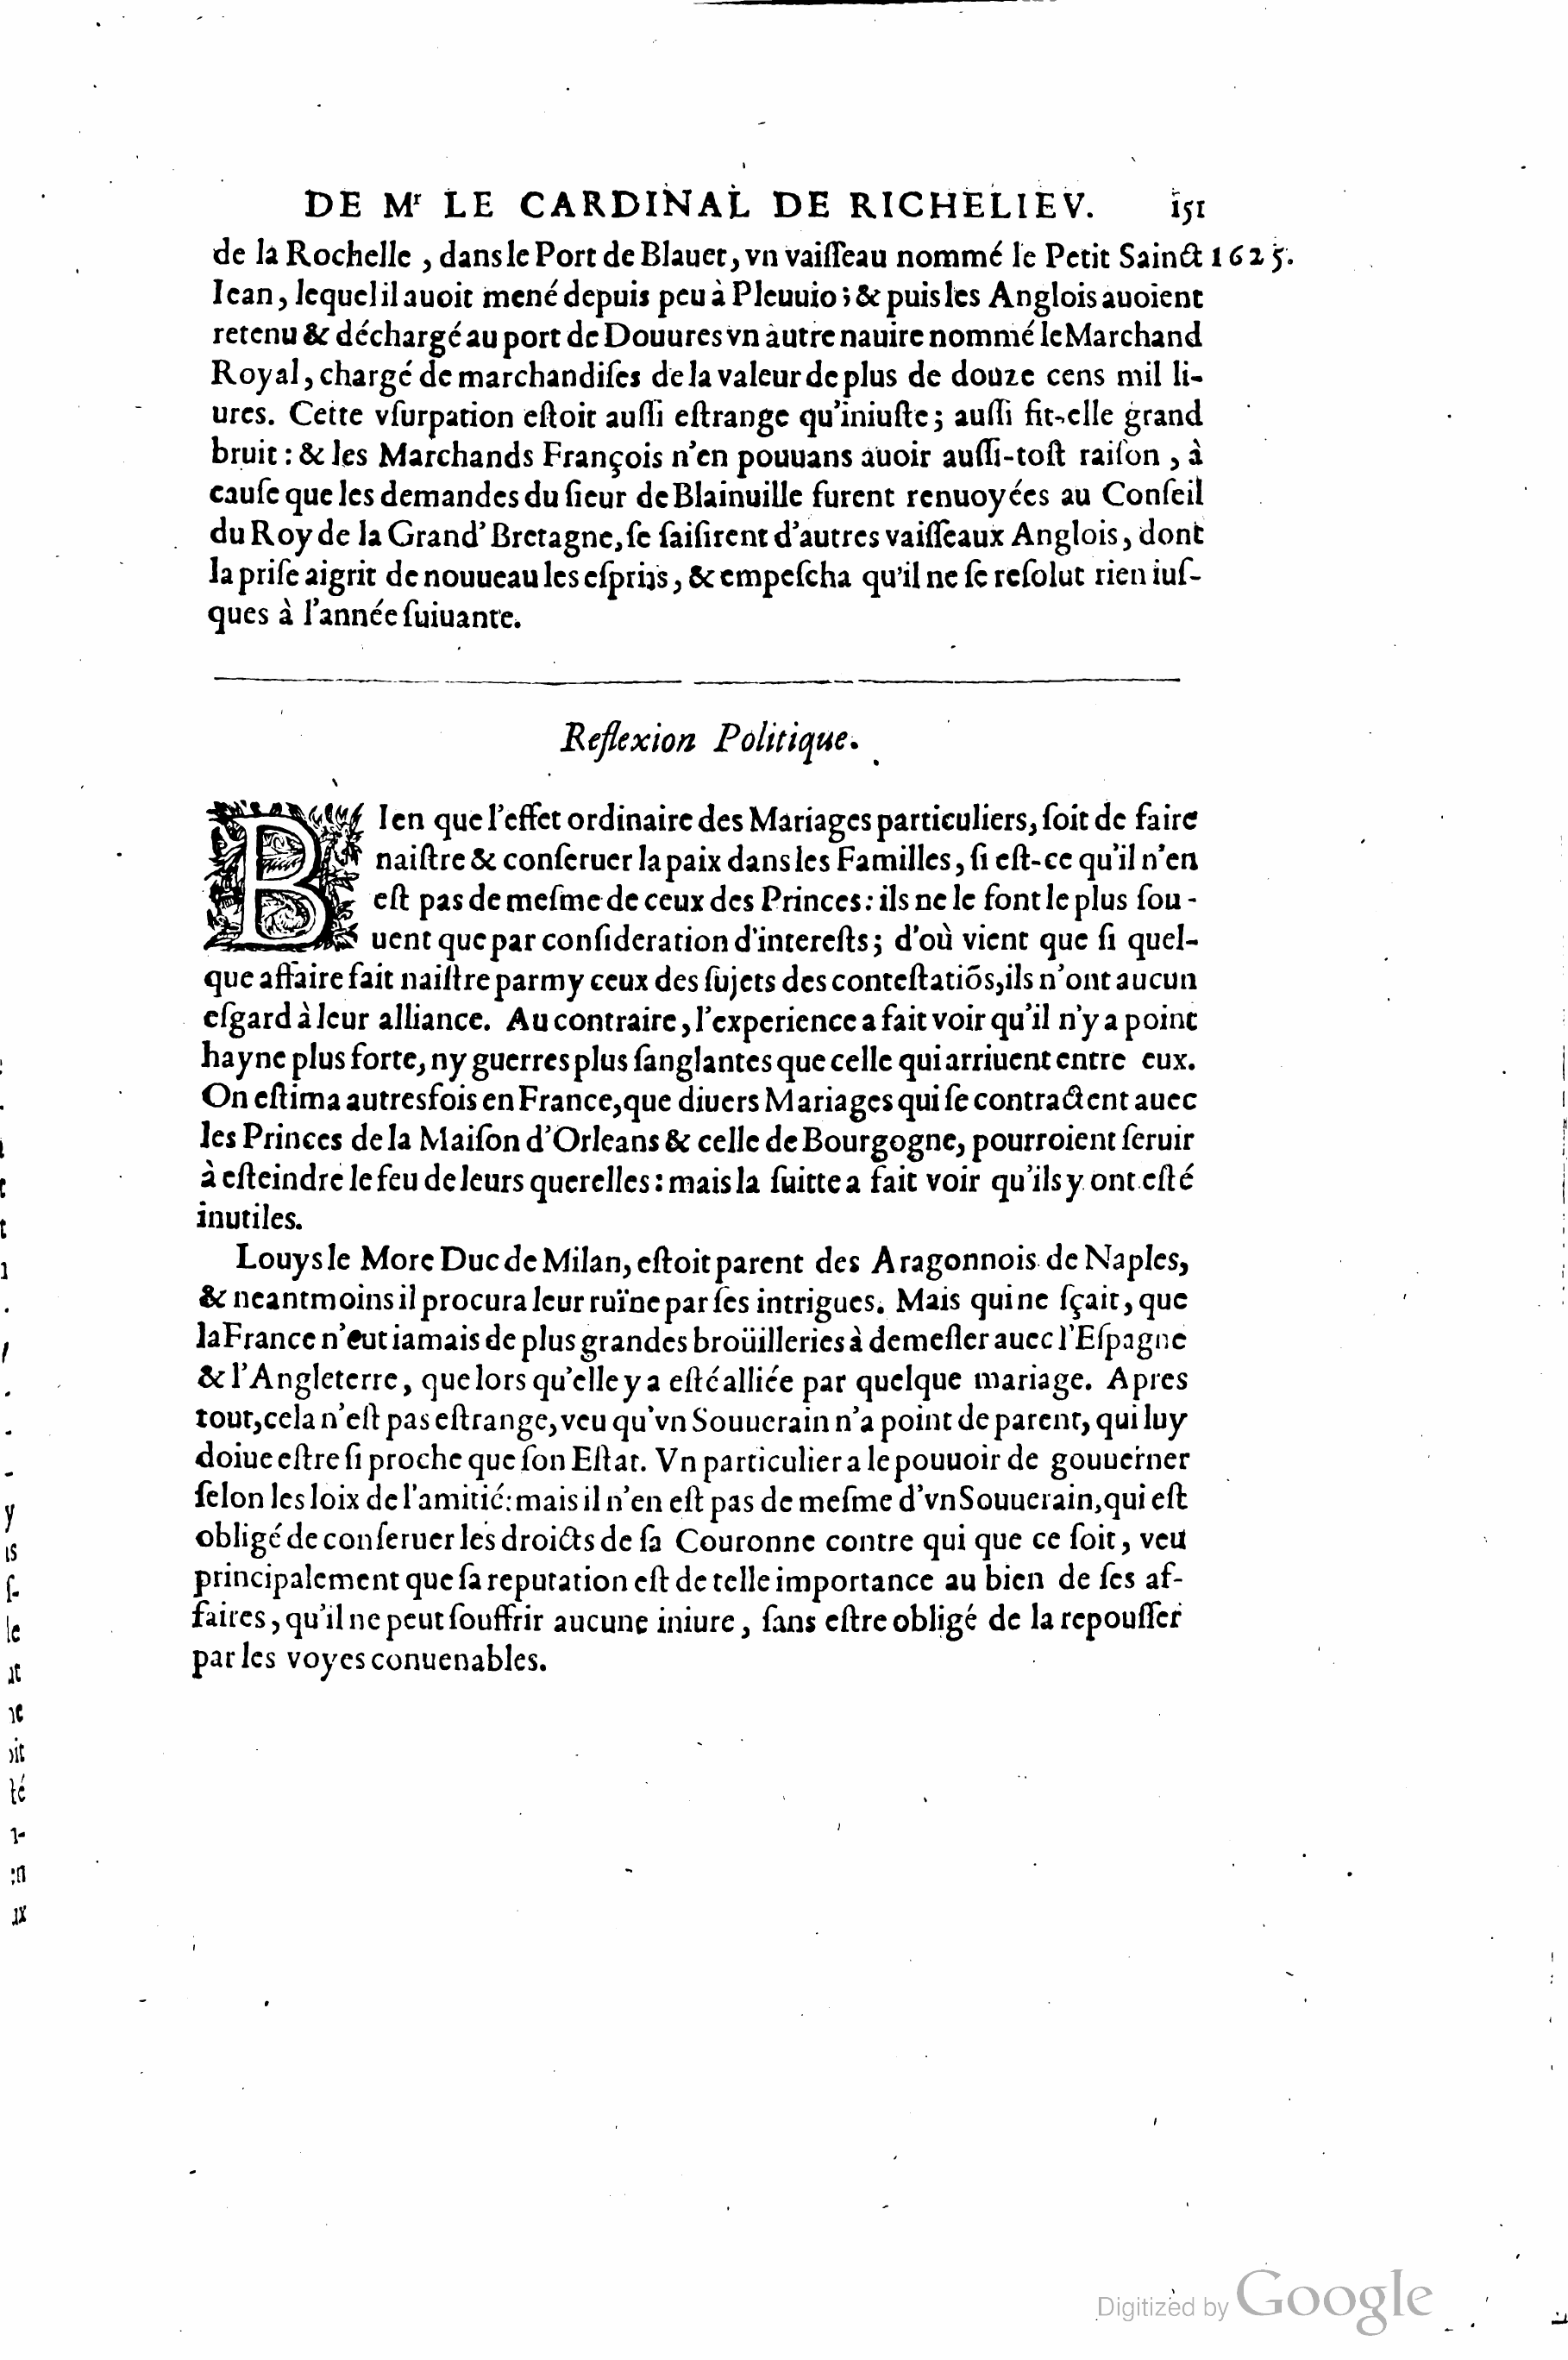 DE Mr LE CARDINAL DE RICHELIEV. 151
de la Rochelle, dans le Port de Blauet, vn vaiſſeau nommé le Petit Sainct 1625.
Iean, lequel il auoit mené depuis peu à Pleuuio; & puis les Anglois auoient
retenu & déchargé au port de Douures vn autre nauire nommé le Marchand
Royal, chargé de marchandiſes de la valeur de plus de douze cens mil li-
ures. Cette vſurpation eſtoit auſſi eſtrange qu'iniuſte; auſſi fit-elle grand
bruit: & les Marchands François n'en pouuans auoir auſſi-toſt raiſon, à
cauſe que les demandes du ſieur de Blainuille furent renuoyées au Conſeil
du Roy de la Grand' Bretagne, ſe ſaiſirent d'autres vaiſſeaux Anglois, dont
la priſe aigrit de nouueau les eſprits, & empeſcha qu'il ne ſe reſolut rien iuſ-
ques à l'année ſuiuante.
Reflexion Politique.
BIen que l'effet ordinaire des Mariages particuliers, ſoit de faire
naiſtre & conſeruer la paix dans les Familles, ſi eſt-ce qu'il n'en
eſt pas de meſme de ceux des Princes: ils ne le font le plus ſou-
uent que par conſideration d'intereſts; d'où vient que ſi quel-
que affaire fait naiſtre parmy ceux des ſujets des conteſtatiõs, ils n'ont aucun
eſgard à leur alliance. Au contraire, l'experience a fait voir qu'il n'y a point
hayne plus forte, ny guerres plus ſanglantes que celle qui arriuent entre eux.
On eſtima autresfois en France, que diuers Mariages qui ſe contractent auec
les Princes de la Maiſon d'Orleans & celle de Bourgogne, pourroient ſeruir
à eſteindre le feu de leurs querelles: mais la ſuitte a fait voir qu'ils y ont eſté
inutiles.
Louys le More Duc de Milan, eſtoit parent des Aragonnois de Naples,
& neantmoins il procura leur ruïne par ſes intrigues. Mais qui ne ſçait, que
la France n'eut iamais de plus grandes broüilleries à demeſler auec l'Eſpagne
& l'Angleterre, que lors qu'elle y a eſté alliée par quelque mariage. Apres
tout, cela n'eſt pas eſtrange, veu qu'vn Souuerain n'a point de parent, qui luy
doiue eſtre ſi proche que ſon Eſtat. Vn particulier a le pouuoir de gouuerner
ſelon les loix de l'amitié: mais il n'en eſt pas de meſme d'vn Souuerain, qui eſt
obligé de conſeruer les droicts de ſa Couronne contre qui que ce ſoit, veu
principalement que ſa reputation eſt de telle importance au bien de ſes af-
faires, qu'il ne peut ſouffrir aucune iniure, ſans eſtre obligé de la repouſſer
par les voyes conuenables.
Digitized by Google